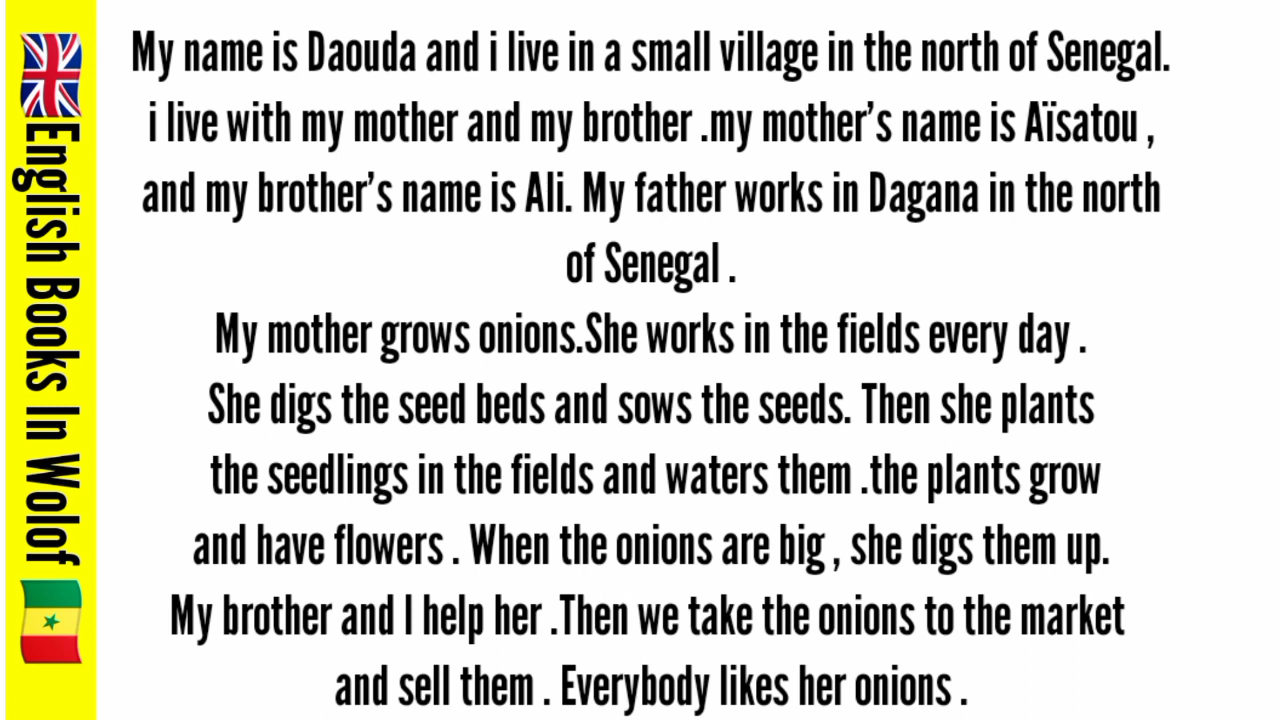 English Books In Wolof
My name is Daouda and i live in a small village in the north of Senegal.
i live with my mother and my brother .my mother’s name is Aïsatou ,
and my brother’s name is Ali. My father works in Dagana in the north
of Senegal .
My mother grows onions.She works in the fields every day .
She digs the seed beds and sows the seeds. Then she plants
the seedlings in the fields and waters them .the plants grow
and have flowers . When the onions are big , she digs them up.
My brother and I help her .Then we take the onions to the market
and sell them . Everybody likes her onions .